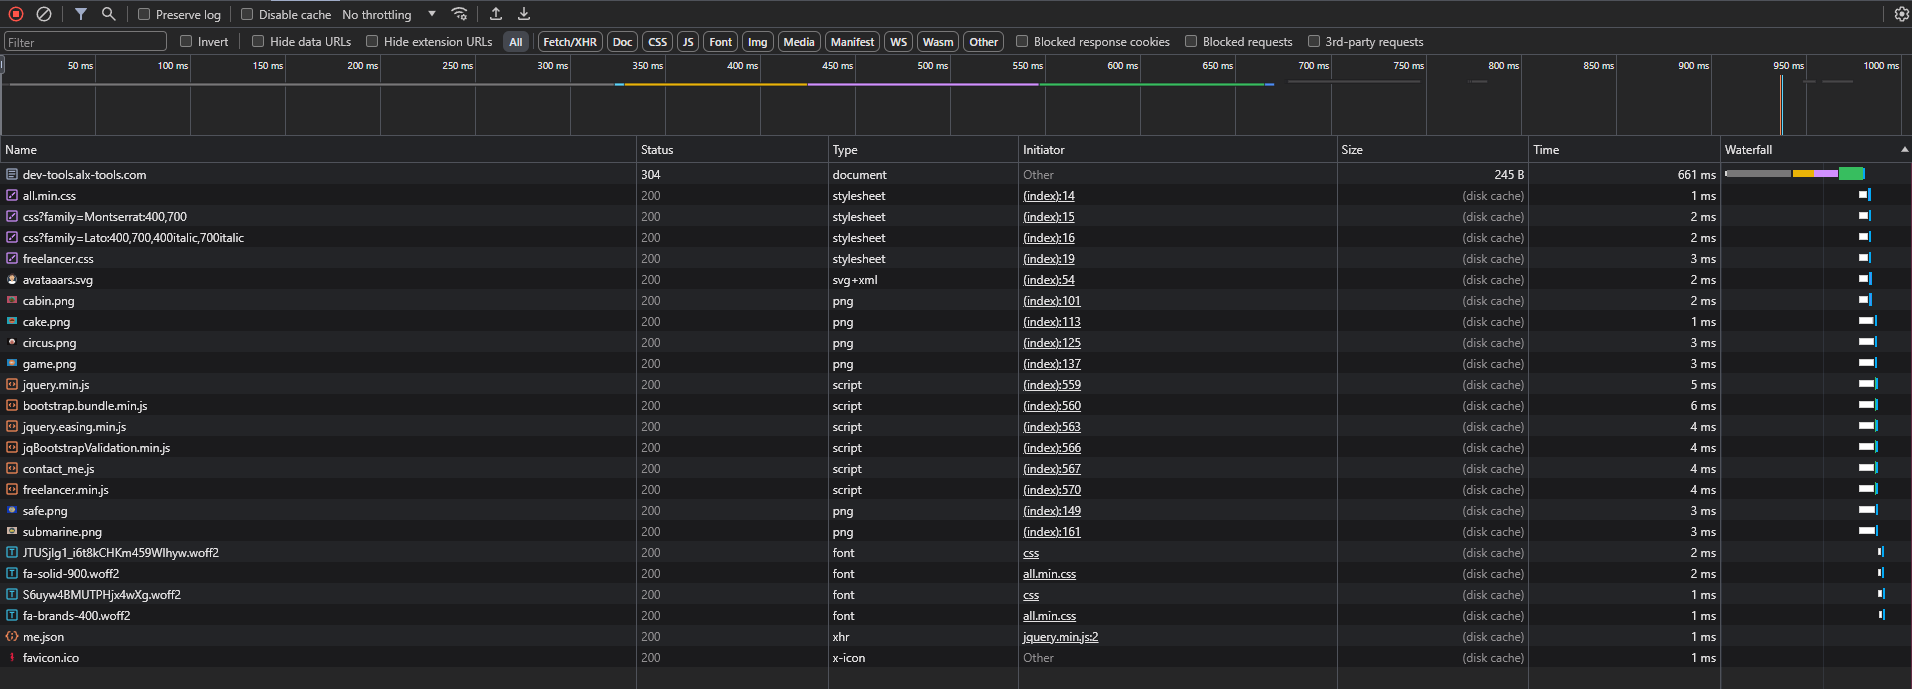 Preserve log Disable cache No throttling
Filter Invert Hide data URLs Hide extension URLs All Fetch/XHR Doc CSS JS Font Img Media Manifest WS Wasm Other Blocked response cookies Blocked requests 3rd-party requests
50 ms 100 ms 150 ms 200 ms 250 ms 300 ms 350 ms 400 ms 450 ms 500 ms 550 ms 600 ms 650 ms 700 ms 750 ms 800 ms 850 ms 900 ms 950 ms 1000 ms
Name Status Type Initiator Size Time Waterfall
dev-tools.alx-tools.com 304 document Other 245 B 661 ms
all.min.css 200 stylesheet (index):14 (disk cache) 1 ms
css?family=Montserrat:400,700 200 stylesheet (index):15 (disk cache) 2 ms
css?family=Lato:400,700,400italic,700italic 200 stylesheet (index):16 (disk cache) 2 ms
freelancer.css 200 stylesheet (index):19 (disk cache) 3 ms
avataaars.svg 200 svg+xml (index):54 (disk cache) 2 ms
cabin.png 200 png (index):101 (disk cache) 2 ms
cake.png 200 png (index):113 (disk cache) 1 ms
circus.png 200 png (index):125 (disk cache) 3 ms
game.png 200 png (index):137 (disk cache) 3 ms
jquery.min.js 200 script (index):559 (disk cache) 5 ms
bootstrap.bundle.min.js 200 script (index):560 (disk cache) 6 ms
jquery.easing.min.js 200 script (index):563 (disk cache) 4 ms
jqBootstrapValidation.min.js 200 script (index):566 (disk cache) 4 ms
contact_me.js 200 script (index):567 (disk cache) 4 ms
freelancer.min.js 200 script (index):570 (disk cache) 4 ms
safe.png 200 png (index):149 (disk cache) 3 ms
submarine.png 200 png (index):161 (disk cache) 3 ms
JTUSjIg1_i6t8kCHKm459WIhyw.woff2 200 font css (disk cache) 2 ms
fa-solid-900.woff2 200 font all.min.css (disk cache) 2 ms
S6uyw4BMUTPHjx4wXg.woff2 200 font css (disk cache) 1 ms
fa-brands-400.woff2 200 font all.min.css (disk cache) 1 ms
me.json 200 xhr jquery.min.js:2 (disk cache) 1 ms
favicon.ico 200 x-icon Other (disk cache) 1 ms